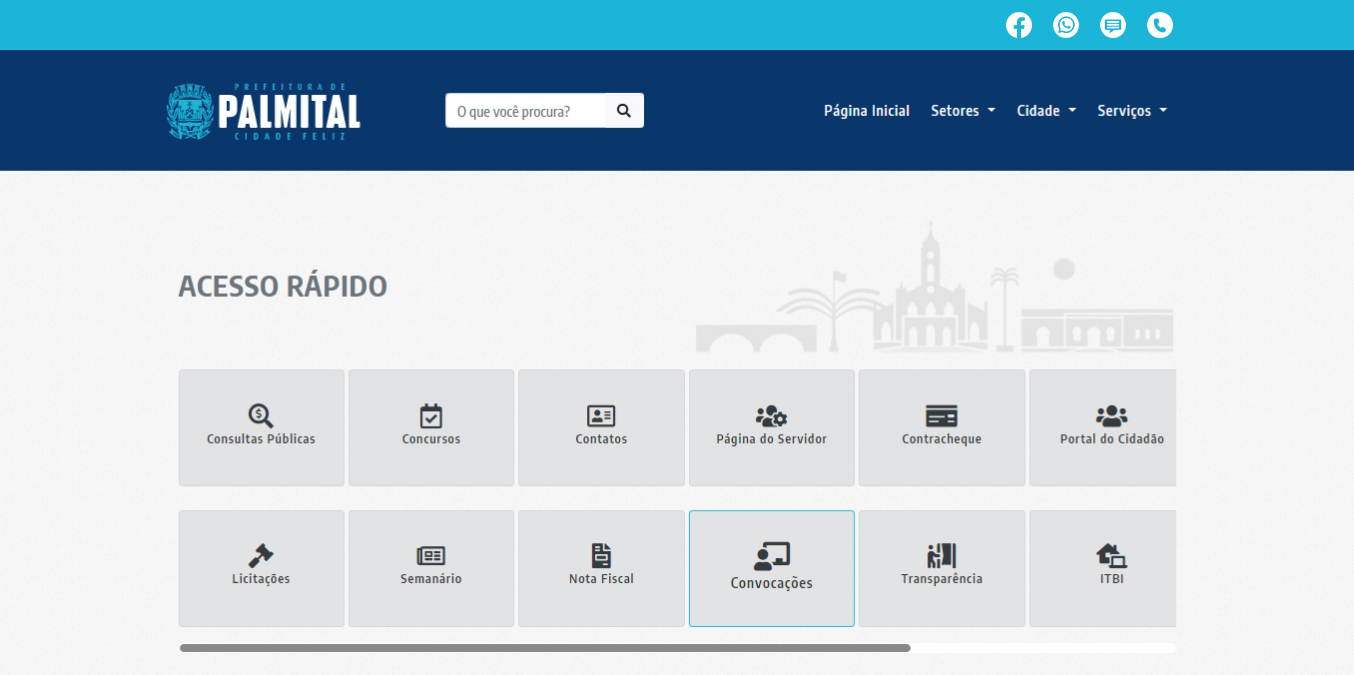 PREFEITURA DE
PALMITAL
CIDADE FELIZ
O que você procura?
Página Inicial
Setores
Cidade
Serviços
ACESSO RÁPIDO
Consultas Públicas
Concursos
Contatos
Página do Servidor
Contracheque
Portal do Cidadão
Licitações
Semanário
Nota Fiscal
Convocações
Transparência
ITBI